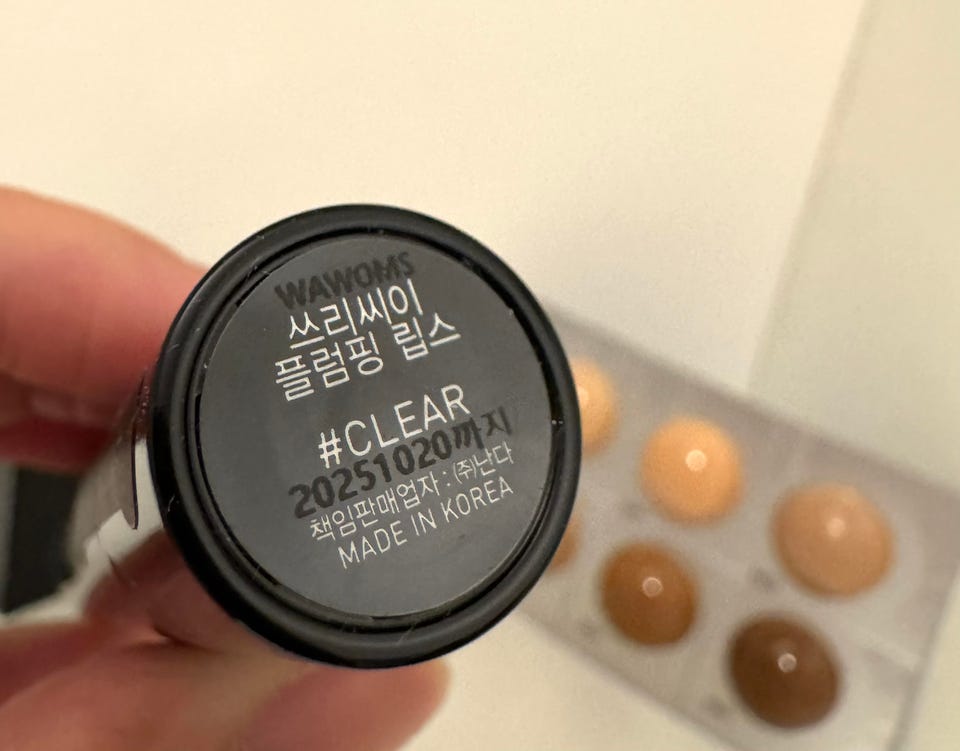 WAWOMS
쓰리씨이
플럼핑 립스
#CLEAR
20251020까지
책임판매업자 : ㈜난다
MADE IN KOREA